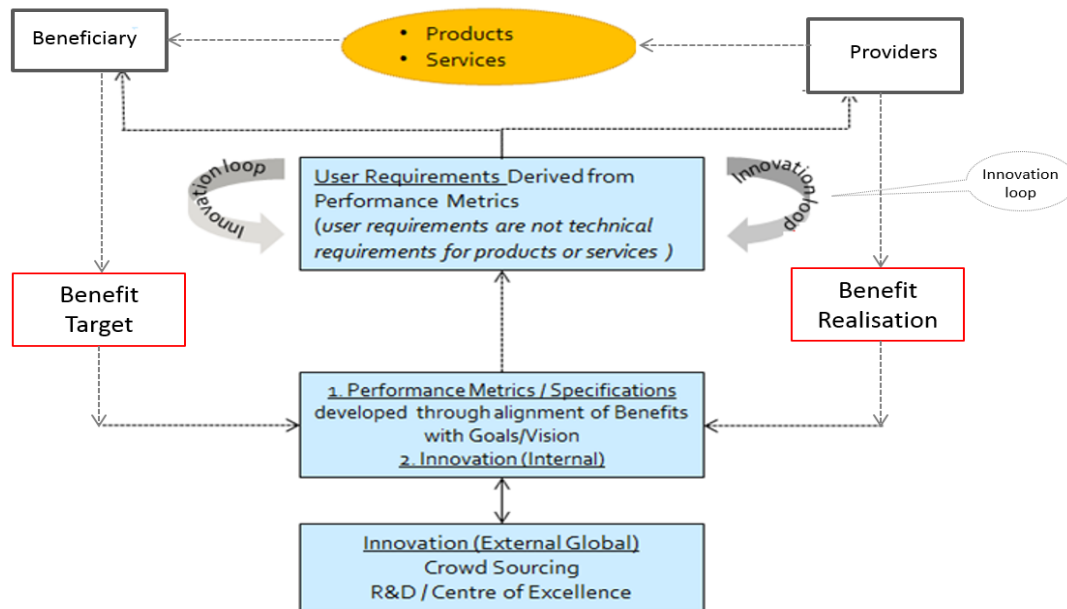 Beneficiary
• Products
• Services
Providers
Innovation loop
Innovation loop
Innovation
loop
User Requirements Derived from
Performance Metrics
(user requirements are not technical
requirements for products or services )
Benefit
Target
Benefit
Realisation
1. Performance Metrics / Specifications
developed through alignment of Benefits
with Goals/Vision
2. Innovation (Internal)
Innovation (External Global)
Crowd Sourcing
R&D / Centre of Excellence